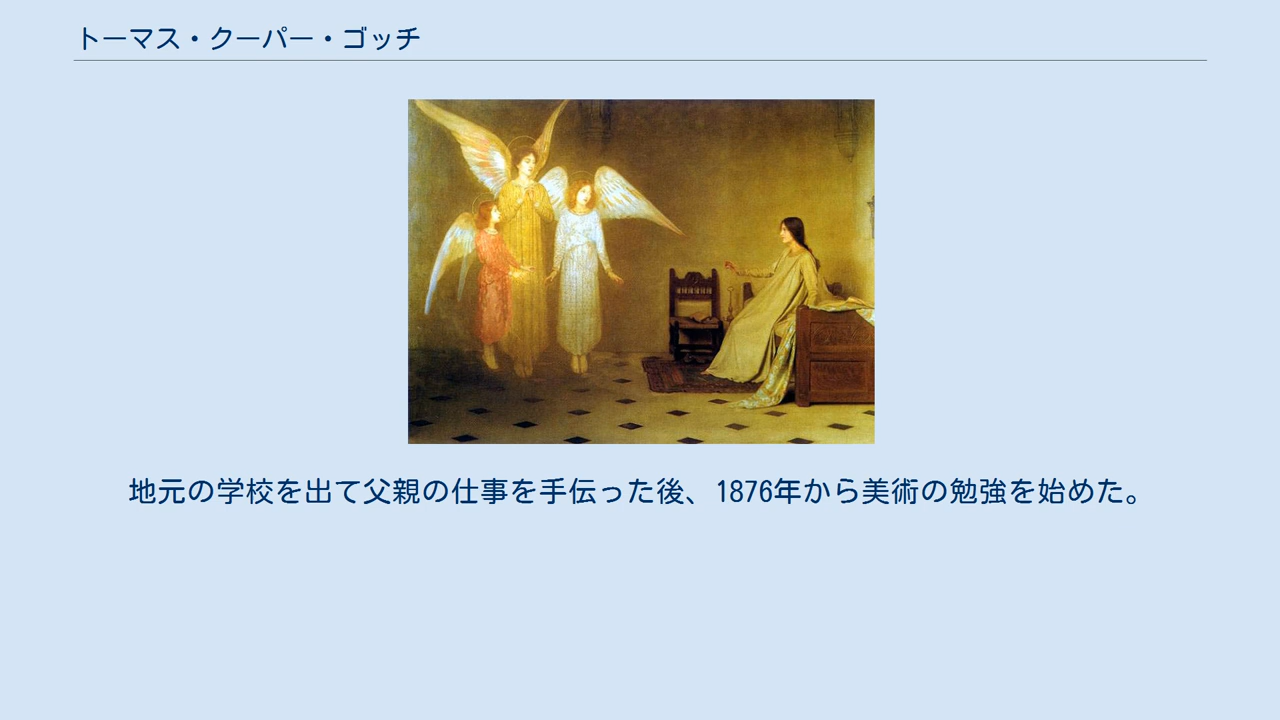 トーマス・クーパー・ゴッチ
地元の学校を出て父親の仕事を手伝った後、1876年から美術の勉強を始めた。